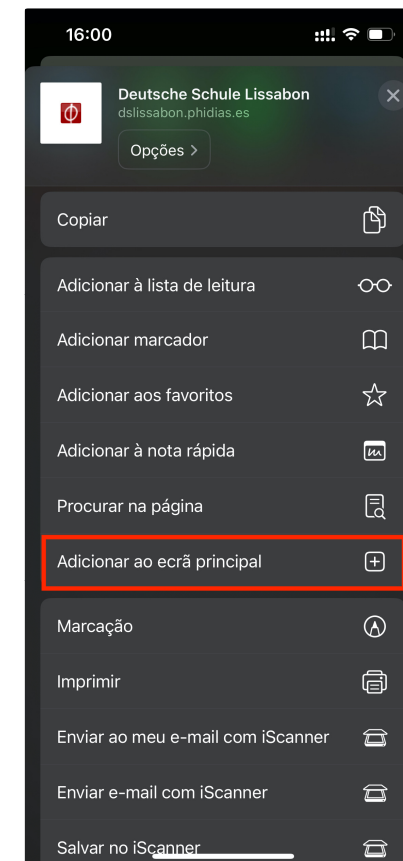 16:00
Deutsche Schule Lissabon
dslissabon.phidias.es
Opções >
Copiar
Adicionar à lista de leitura
Adicionar marcador
Adicionar aos favoritos
Adicionar à nota rápida
Procurar na página
Adicionar ao ecrã principal
Marcação
Imprimir
Enviar ao meu e-mail com iScanner
Enviar e-mail com iScanner
Salvar no iScanner